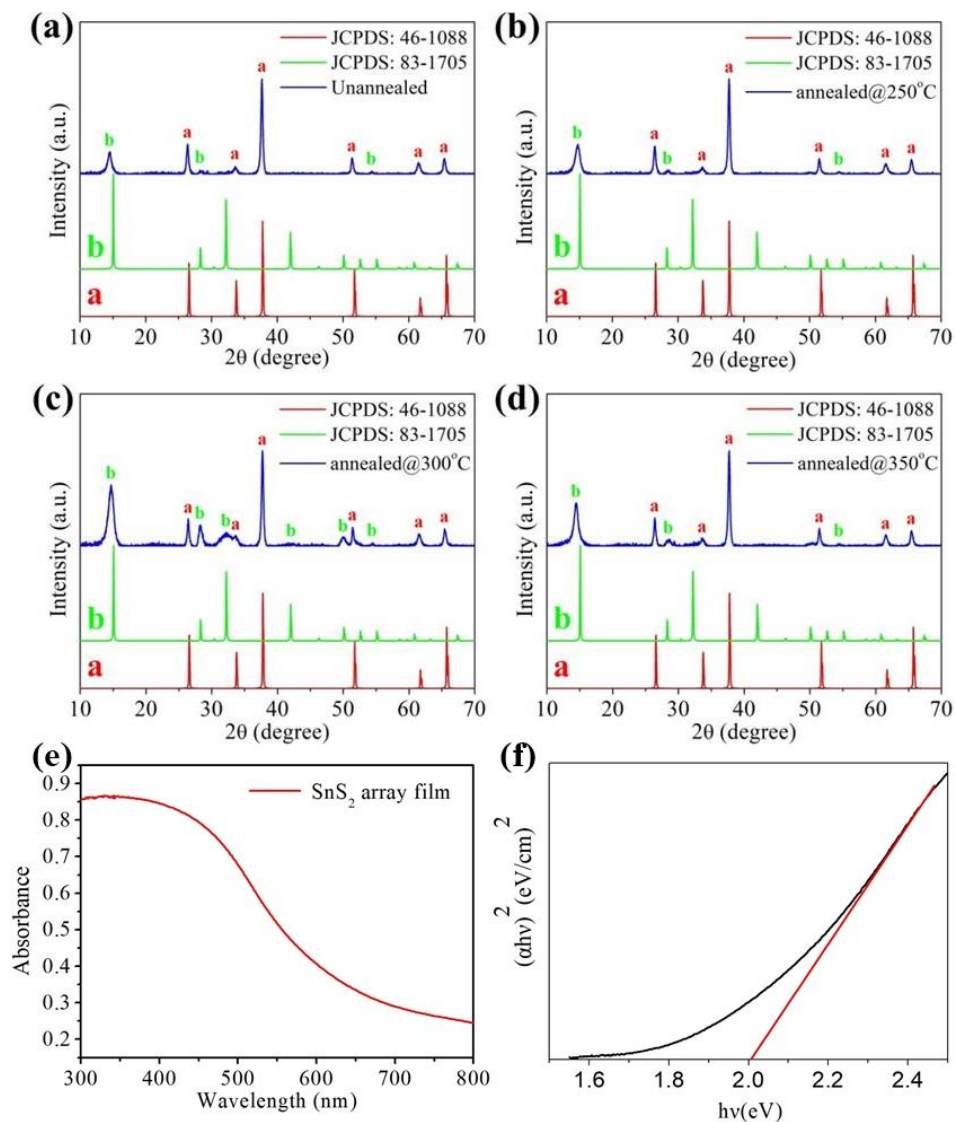 (a)
JCPDS: 46-1088
JCPDS: 83-1705
Unannealed
b
a
b
a
a
a
b
a
a
b
a
Intensity (a.u.)
10 20 30 40 50 60 70
2θ (degree)
(b)
JCPDS: 46-1088
JCPDS: 83-1705
annealed@250°C
b
a
b
a
a
a
b
a
a
b
a
Intensity (a.u.)
10 20 30 40 50 60 70
2θ (degree)
(c)
JCPDS: 46-1088
JCPDS: 83-1705
annealed@300°C
b
a
b
b
a
a
b
b
a
b
a
a
b
a
Intensity (a.u.)
10 20 30 40 50 60 70
2θ (degree)
(d)
JCPDS: 46-1088
JCPDS: 83-1705
annealed@350°C
b
a
b
a
a
a
b
a
a
b
a
Intensity (a.u.)
10 20 30 40 50 60 70
2θ (degree)
(e)
SnS₂ array film
0.9
0.8
0.7
0.6
0.5
0.4
0.3
0.2
Absorbance
300 400 500 600 700 800
Wavelength (nm)
(f)
(αhν)² (eV/cm)²
1.6 2.0 2.2 2.4
hν(eV)